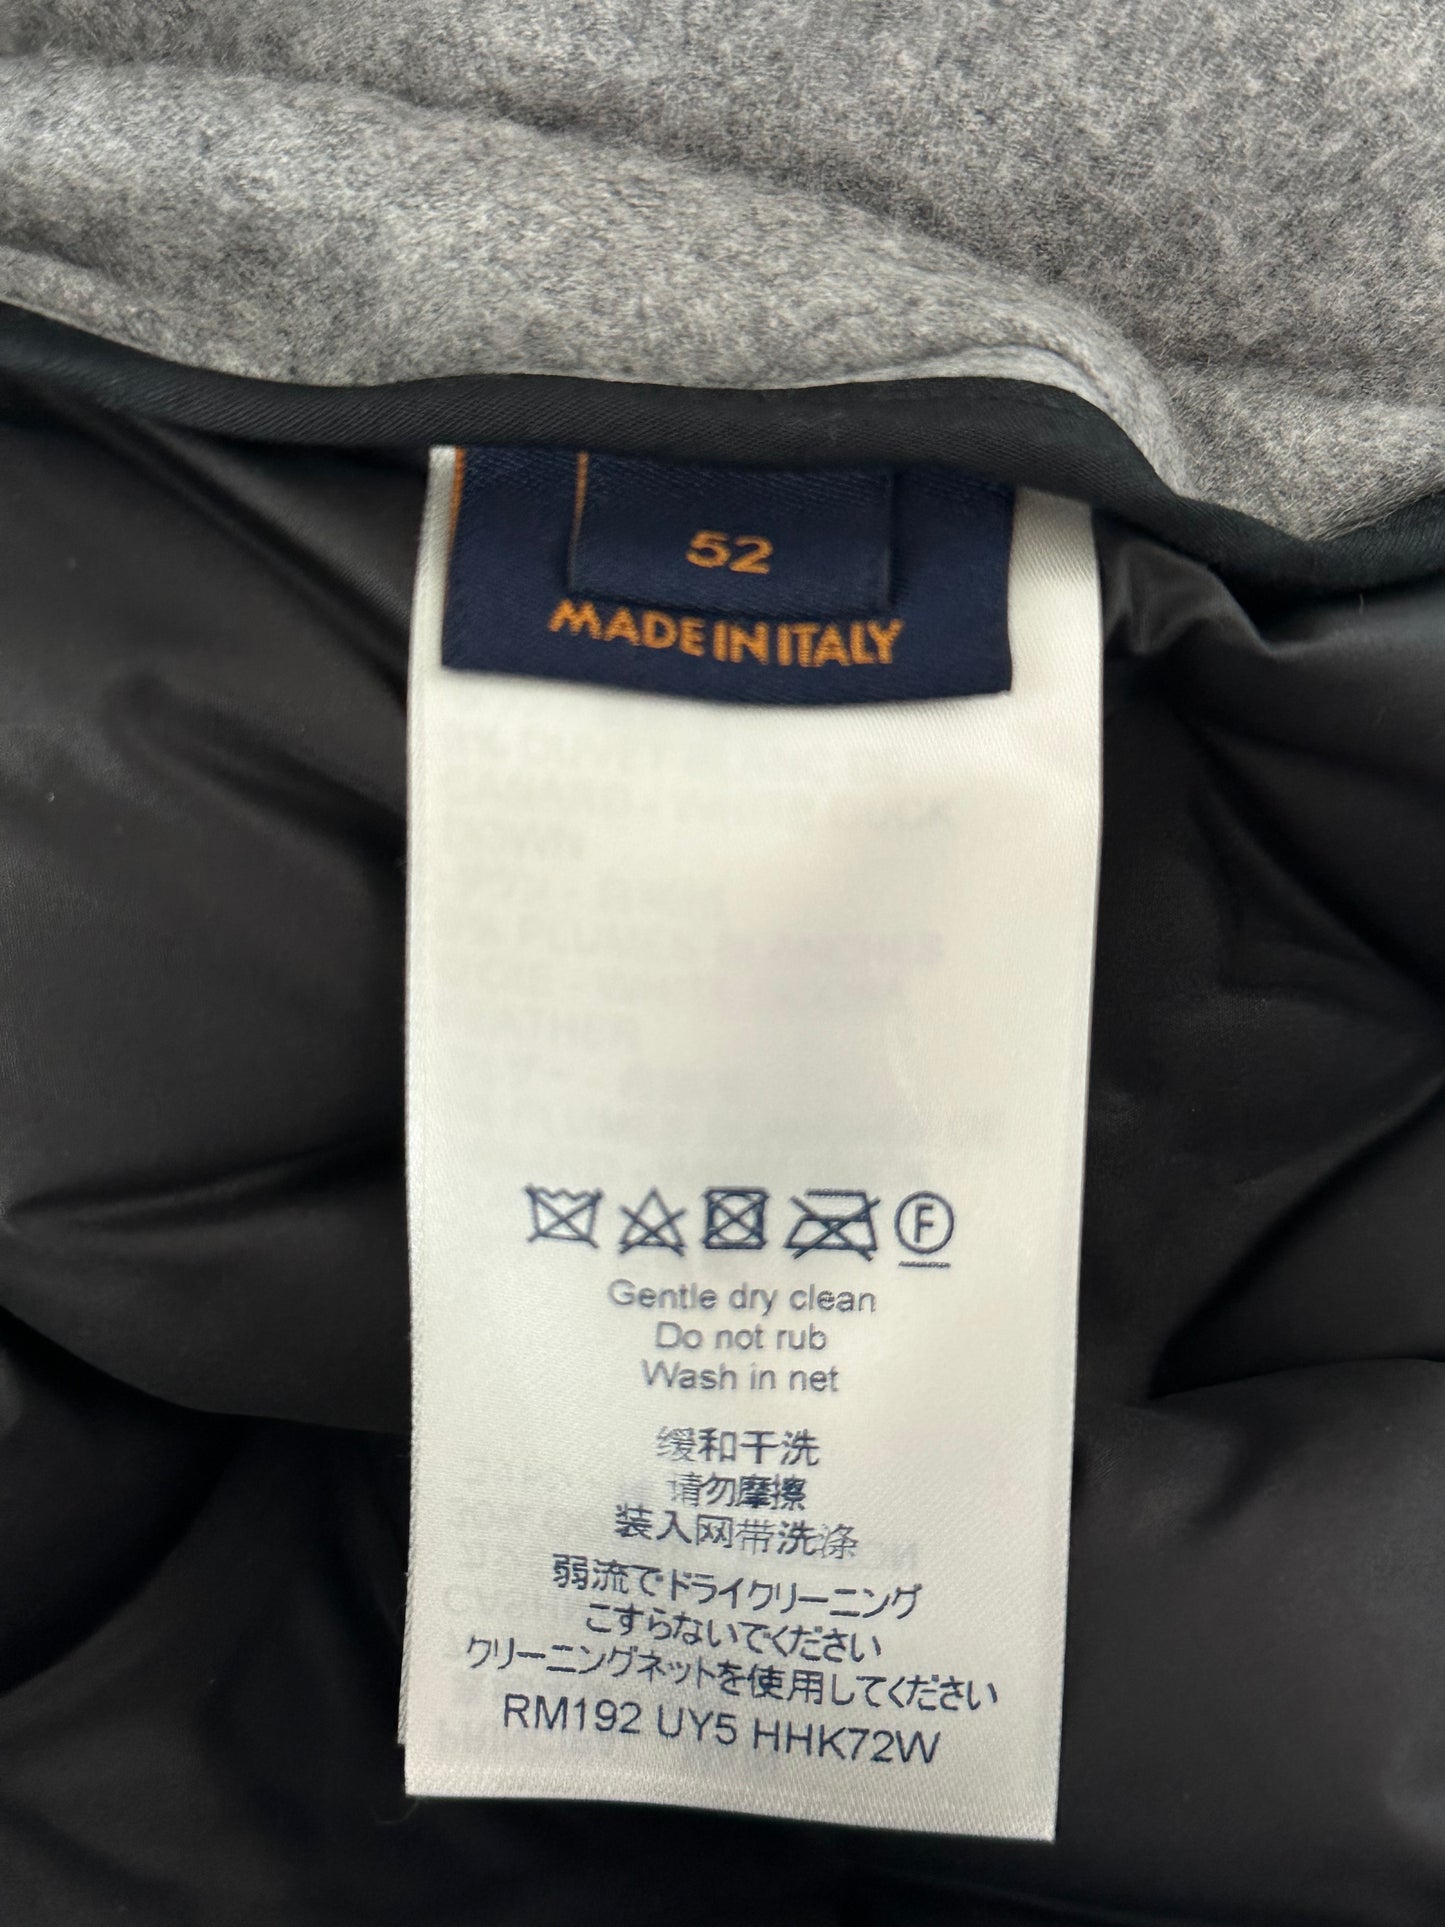 52
MADE IN ITALY
DOWN
F
Gentle dry clean
Do not rub
Wash in net
缓和干洗
请勿摩擦
装入网带洗涤
弱流でドライクリーニング
こすらないでください
クリーニングネットを使用してください
RM192 UY5 HHK72W